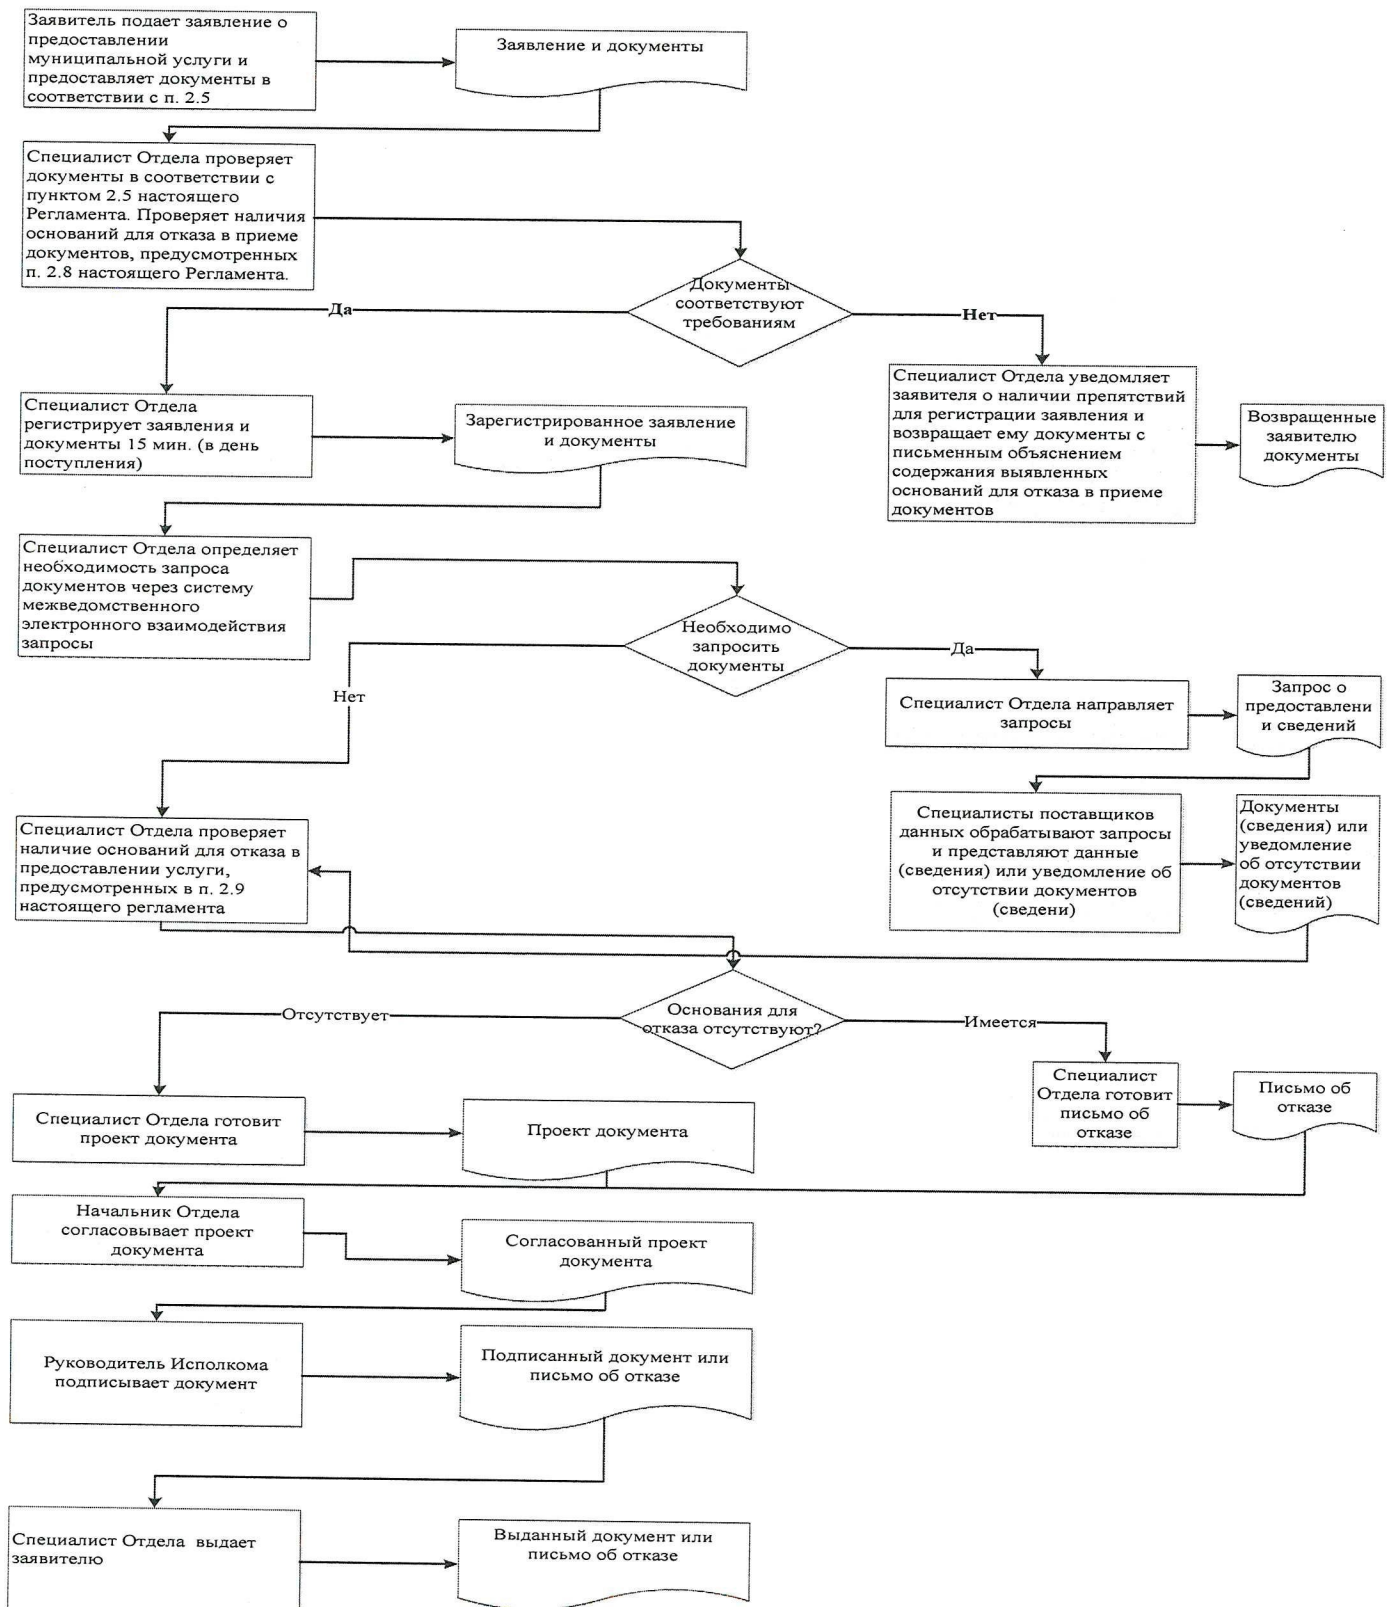 Заявитель подает заявление о
предоставлении
муниципальной услуги и
предоставляет документы в
соответствии с п. 2.5
Заявление и документы
Специалист Отдела проверяет
документы в соответствии с
пунктом 2.5 настоящего
Регламента. Проверяет наличия
оснований для отказа в приеме
документов, предусмотренных
п. 2.8 настоящего Регламента.
Документы
соответствуют
требованиям
Да
Нет
Специалист Отдела
регистрирует заявления и
документы 15 мин. (в день
поступления)
Зарегистрированное заявление
и документы
Специалист Отдела уведомляет
заявителя о наличии препятствий
для регистрации заявления и
возвращает ему документы с
письменным объяснением
содержания выявленных
оснований для отказа в приеме
документов
Возвращенные
заявителю
документы
Специалист Отдела определяет
необходимость запроса
документов через систему
межведомственного
электронного взаимодействия
запросы
Необходимо
запросить
документы
Да
Нет
Специалист Отдела направляет
запросы
Запрос о
предоставлени
и сведений
Специалисты поставщиков
данных обрабатывают запросы
и представляют данные
(сведения) или уведомление об
отсутствии документов
(сведени)
Документы
(сведения) или
уведомление
об отсутствии
документов
(сведений)
Специалист Отдела проверяет
наличие оснований для отказа в
предоставлении услуги,
предусмотренных в п. 2.9
настоящего регламента
Основания для
отказа отсутствуют?
Отсутствует
Имеется
Специалист
Отдела готовит
письмо об
отказе
Письмо об
отказе
Специалист Отдела готовит
проект документа
Проект документа
Начальник Отдела
согласовывает проект
документа
Согласованный проект
документа
Руководитель Исполкома
подписывает документ
Подписанный документ или
письмо об отказе
Специалист Отдела  выдает
заявителю
Выданный документ или
письмо об отказе